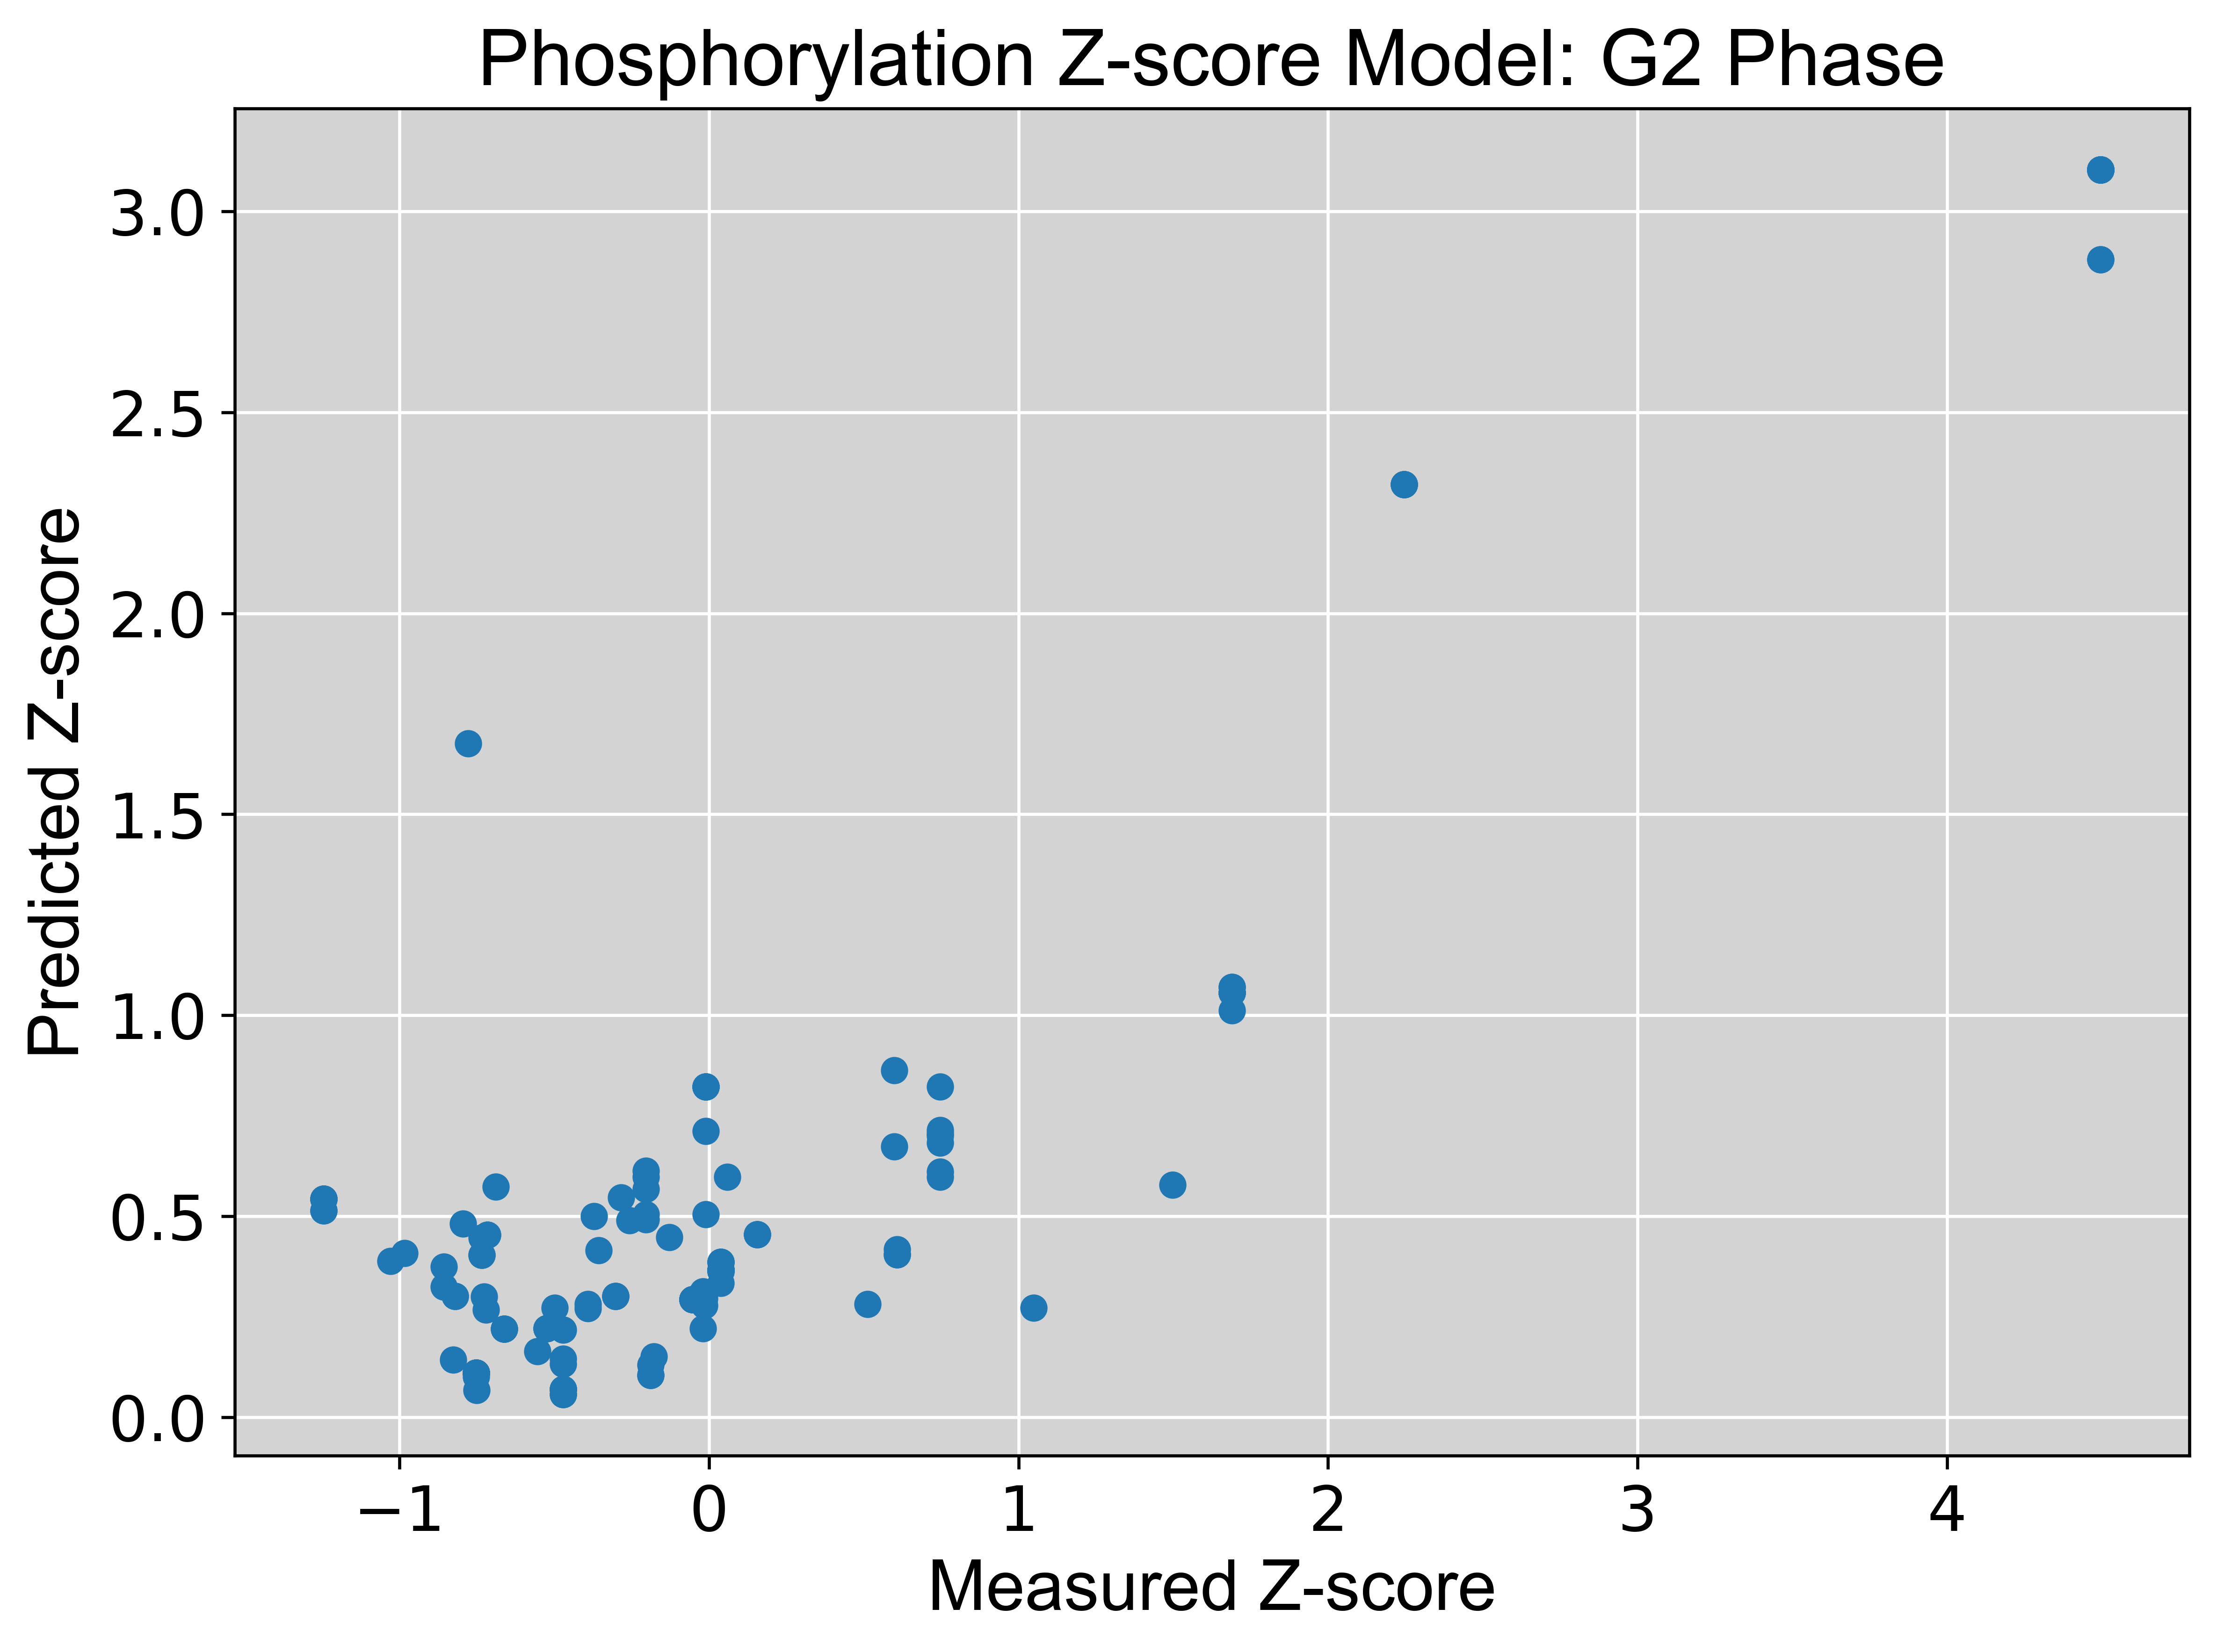 Phosphorylation Z-score Model: G2 Phase
Predicted Z-score
3.0
2.5
2.0
1.5
1.0
0.5
0.0
−1 0 1 2 3 4
Measured Z-score